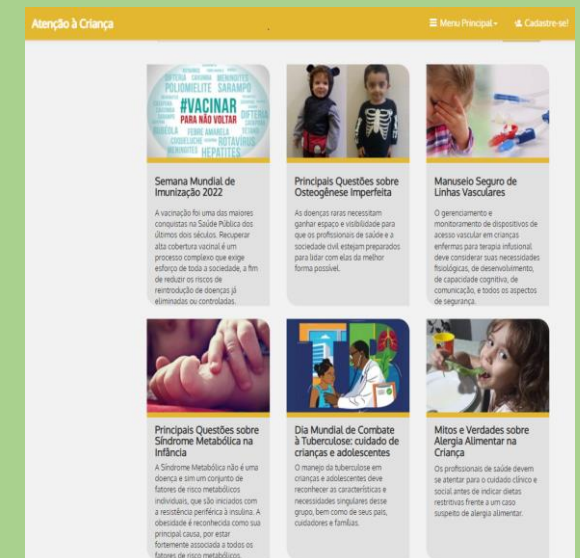 Atenção à Criança
Menu Principal
Cadastre-se!
DIFTERIA
MENINGITES
POLIOMIELITE SARAMPO
#VACINAR
PARA NÃO VOLTAR
FEBRE AMARELA
COQUELUCHE
ROTAVÍRUS
HEPATITES
Semana Mundial de
Imunização 2022
A vacinação foi uma das maiores
conquistas na Saúde Pública dos
últimos dois séculos. Recuperar
alta cobertura vacinal é um
processo complexo que exige
esforço de toda a sociedade, a fim
de reduzir os riscos de
reintrodução de doenças já
eliminadas ou controladas.
Principais Questões sobre
Osteogênese Imperfeita
As doenças raras necessitam
ganhar espaço e visibilidade para
que os profissionais de saúde e a
sociedade civil estejam preparados
para lidar com elas da melhor
forma possível.
Manuseio Seguro de
Linhas Vasculares
O gerenciamento e
monitoramento de dispositivos de
acesso vascular em crianças
enfermas para terapia infusional
deve considerar suas necessidades
fisiológicas, de desenvolvimento,
de capacidade cognitiva, de
comunicação, e todos os aspectos
de segurança.
Principais Questões sobre
Síndrome Metabólica na
Infância
A Síndrome Metabólica não é uma
doença e sim um conjunto de
fatores de risco metabólicos
individuais, que são iniciados com
a resistência periférica à insulina. A
obesidade é reconhecida como sua
principal causa, por estar
fortemente associada a todos os
fatores de risco metabólicos.
TB
Dia Mundial de Combate
à Tuberculose: cuidado de
crianças e adolescentes
O manejo da tuberculose em
crianças e adolescentes deve
reconhecer as características e
necessidades singulares desse
grupo, bem como de seus pais,
cuidadores e famílias.
Mitos e Verdades sobre
Alergia Alimentar na
Criança
Os profissionais de saúde devem
se atentar para o cuidado clínico e
social antes de indicar dietas
restritivas frente a um caso
suspeito de alergia alimentar.